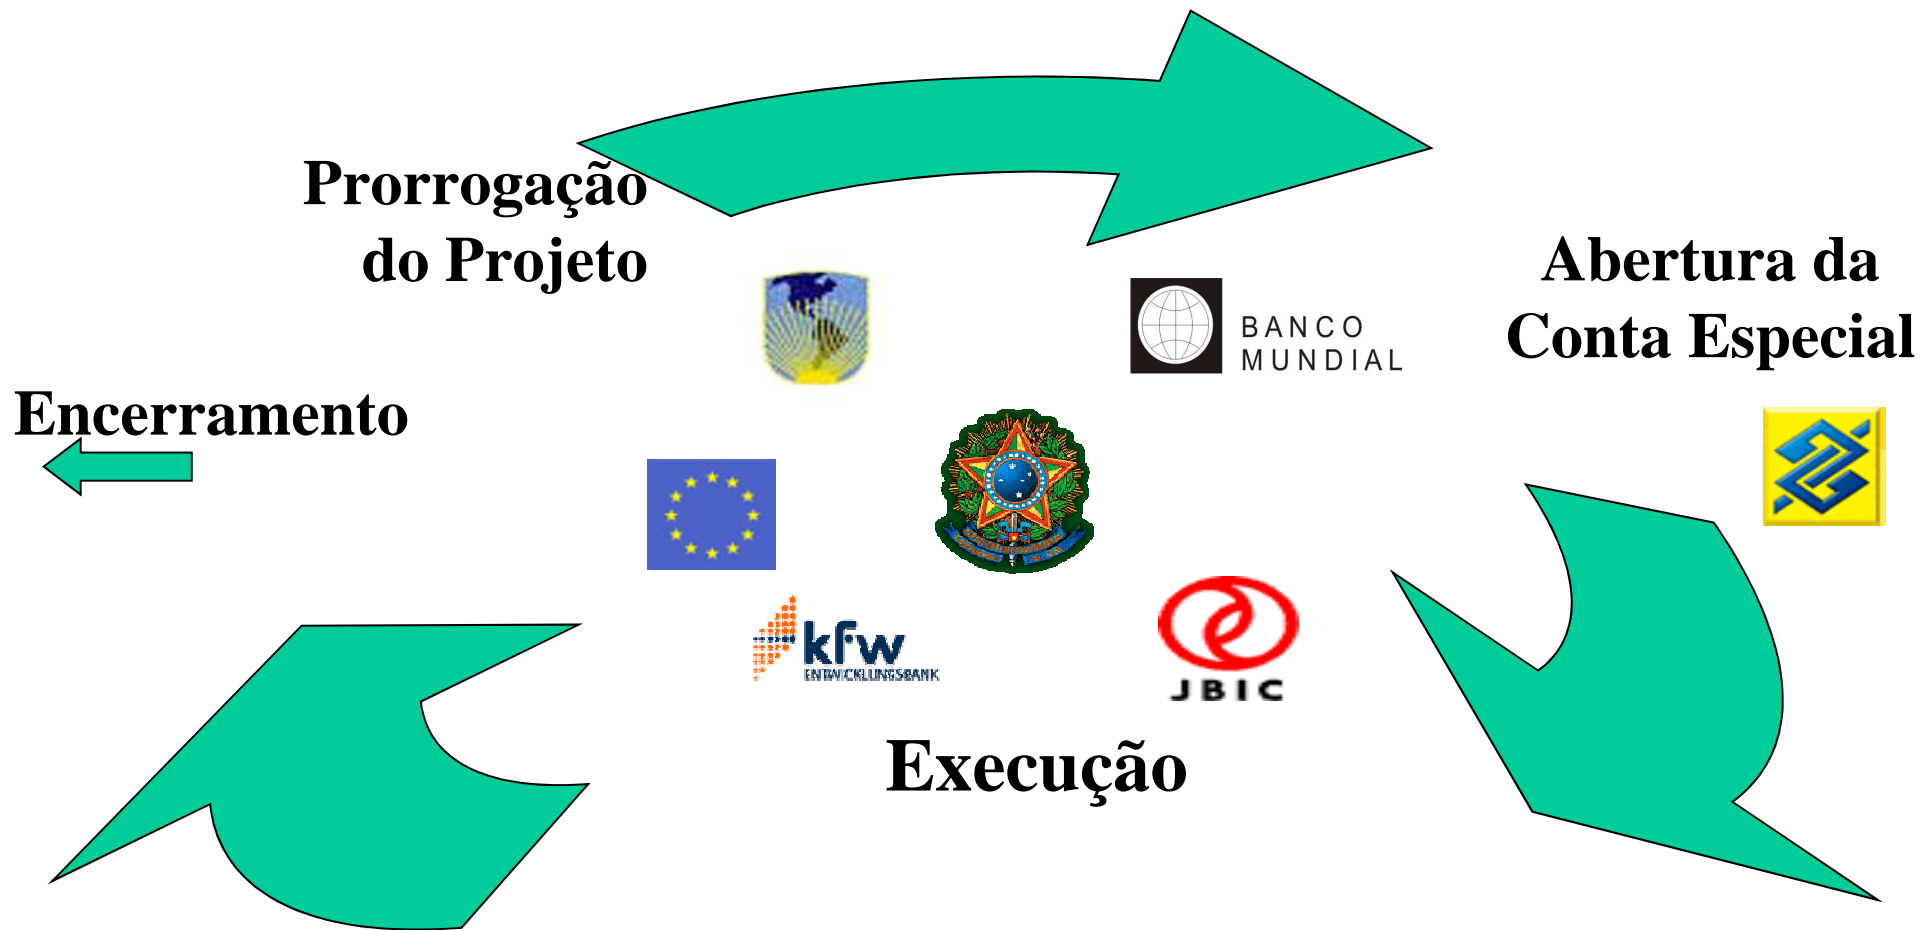 Prorrogação
do Projeto
Abertura da
Conta Especial
BANCO
MUNDIAL
Encerramento
kfw
ENTWICKLUNGSBANK
JBIC
Execução